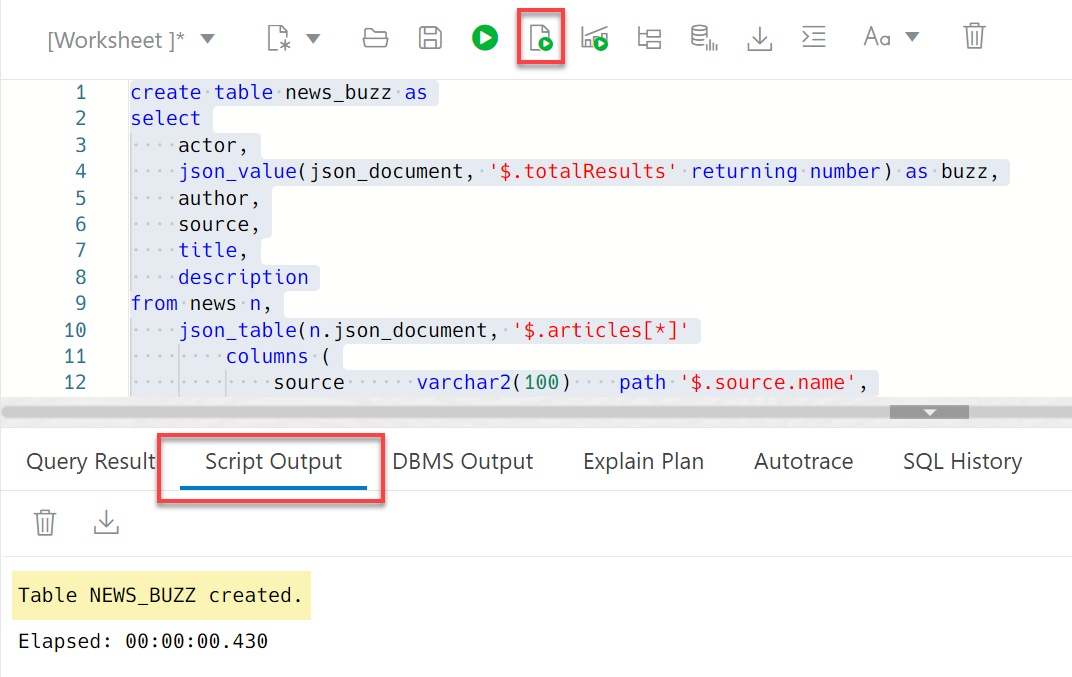 [Worksheet ]*
Aa
1 create table news_buzz as
2 select
3 actor,
4 json_value(json_document, '$.totalResults' returning number) as buzz,
5 author,
6 source,
7 title,
8 description
9 from news n,
10 json_table(n.json_document, '$.articles[*]'
11 columns (
12 source varchar2(100) path '$.source.name',
Query Result Script Output DBMS Output Explain Plan Autotrace SQL History
Table NEWS_BUZZ created.
Elapsed: 00:00:00.430